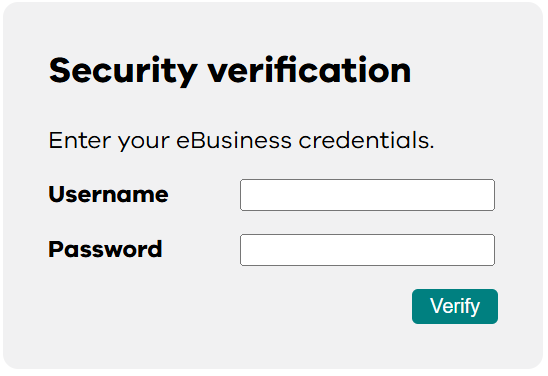 Security verification
Enter your eBusiness credentials.
Username
Password
Verify